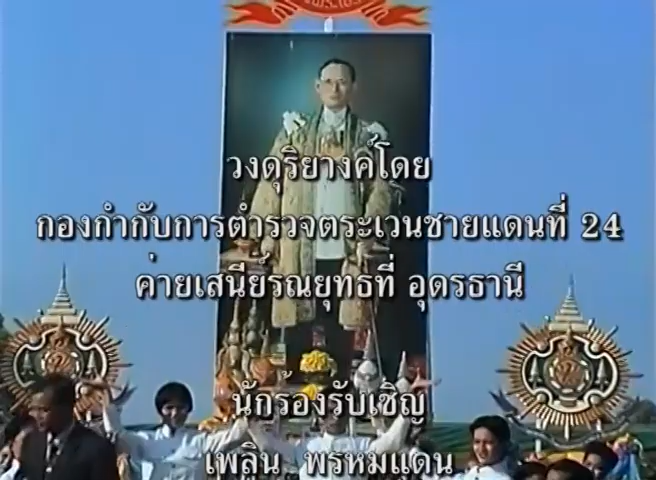 วงดุริยางค์โดย
กองกำกับการตำรวจตระเวนชายแดนที่ 24
ค่ายเสนีย์รณยุทธที่ อุดรธานี
นักร้องรับเชิญ
เพลิน พรหมแดน